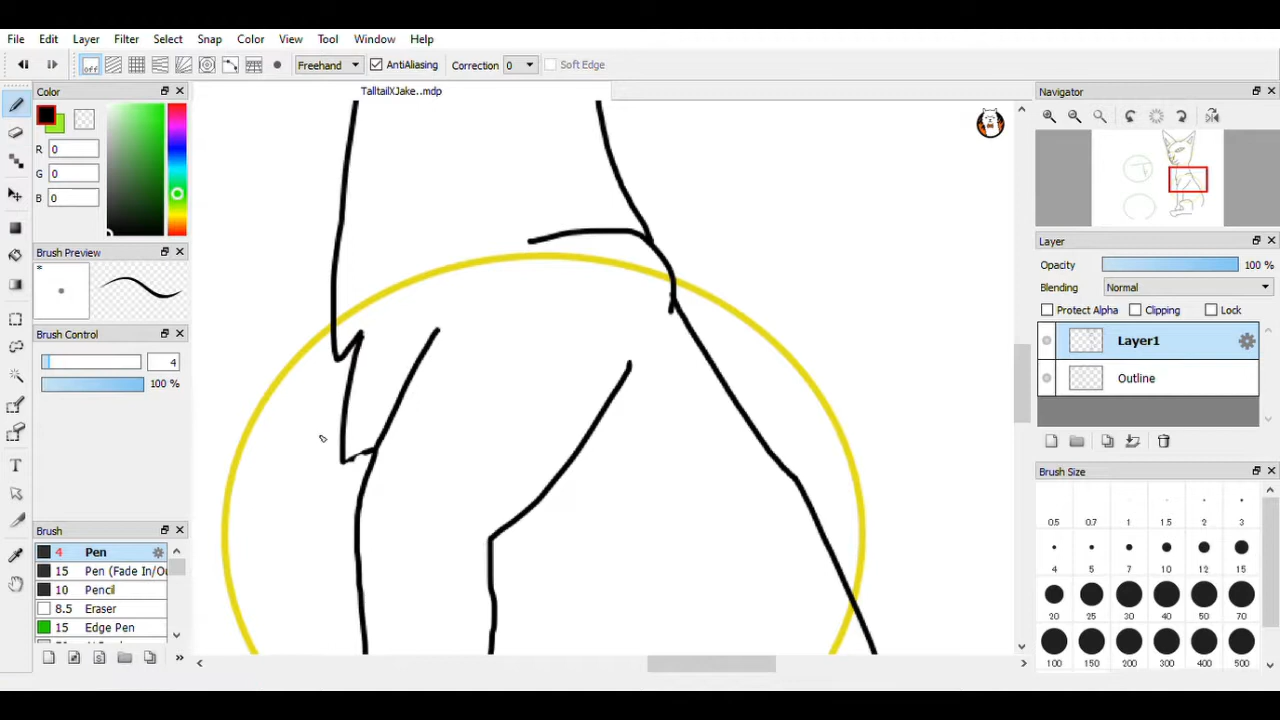 File Edit Layer Filter Select Snap Color View Tool Window Help
off Freehand AntiAliasing Correction 0 Soft Edge
Color
R 0
G 0
B 0
Brush Preview
*
Brush Control
4
100 %
Brush
4 Pen
15 Pen (Fade In/Ou
10 Pencil
8.5 Eraser
15 Edge Pen
TalltailXJake..mdp
Navigator
Layer
Opacity 100 %
Blending Normal
Protect Alpha Clipping Lock
Layer1
Outline
Brush Size
0.5 0.7 1 1.5 2 3
4 5 7 10 12 15
20 25 30 40 50 70
100 150 200 300 400 500